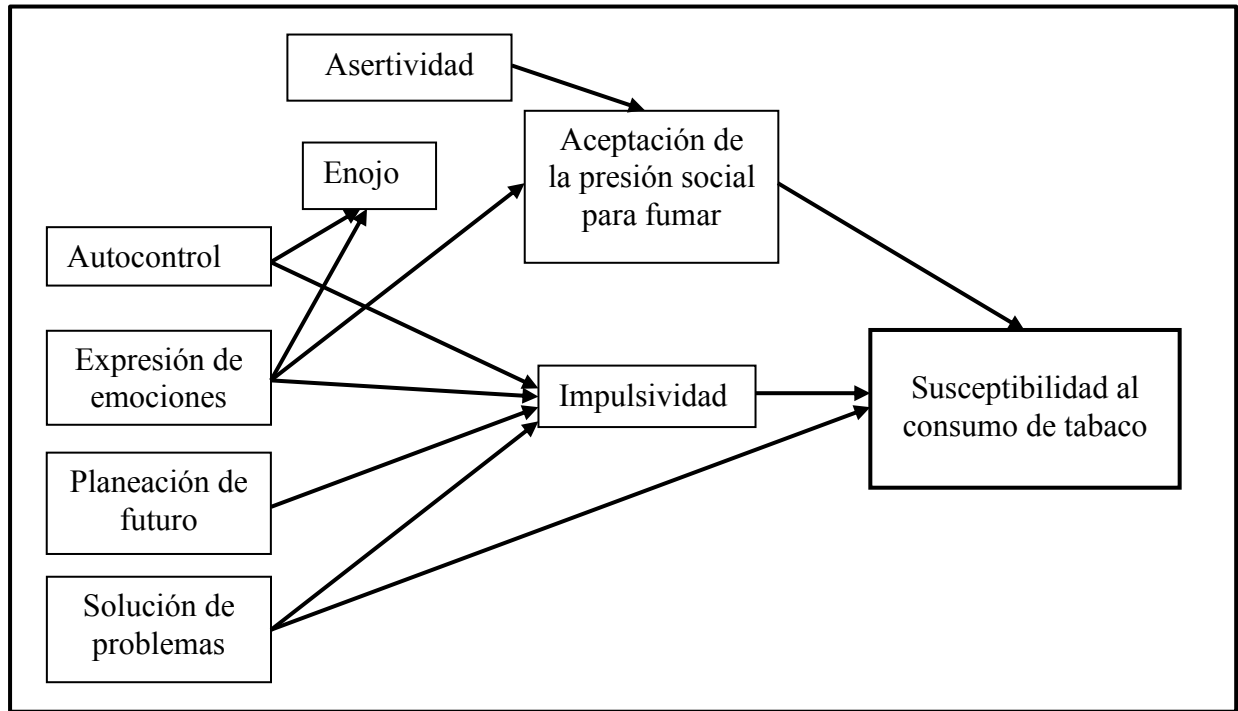 Asertividad
Aceptación de
la presión social
para fumar
Enojo
Autocontrol
Expresión de
emociones
Impulsividad
Susceptibilidad al
consumo de tabaco
Planeación de
futuro
Solución de
problemas